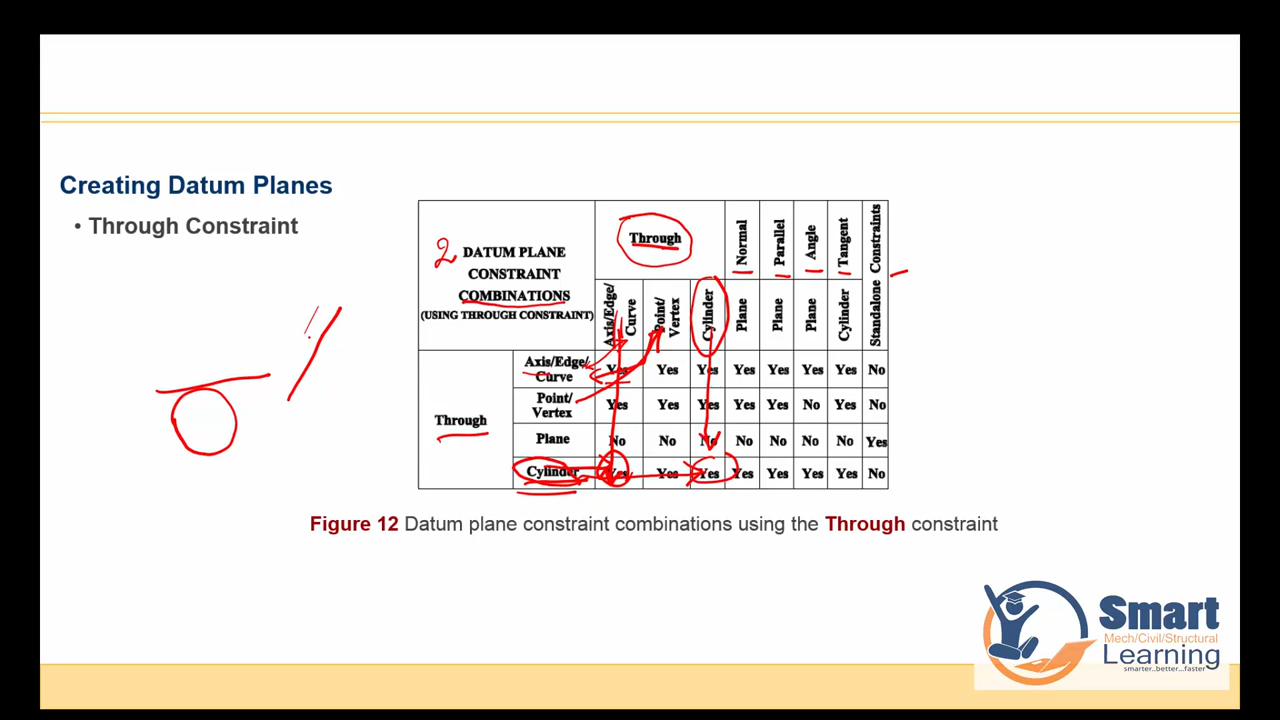 Creating Datum Planes
• Through Constraint
2
DATUM PLANE
CONSTRAINT
COMBINATIONS
(USING THROUGH CONSTRAINT)
Through
Normal
Parallel
Angle
Tangent
Standalone Constraints
Axis/Edge/
Curve
Point/
Vertex
Cylinder
Plane
Plane
Plane
Cylinder
Through
Axis/Edge/
Curve
Yes Yes Yes Yes Yes Yes Yes No
Point/
Vertex
Yes Yes Yes Yes Yes No Yes No
Plane No No No No No No No Yes
Cylinder Yes Yes Yes Yes Yes Yes Yes No
Figure 12 Datum plane constraint combinations using the Through constraint
Smart
Mech/Civil/Structural
Learning
smarter..better...faster